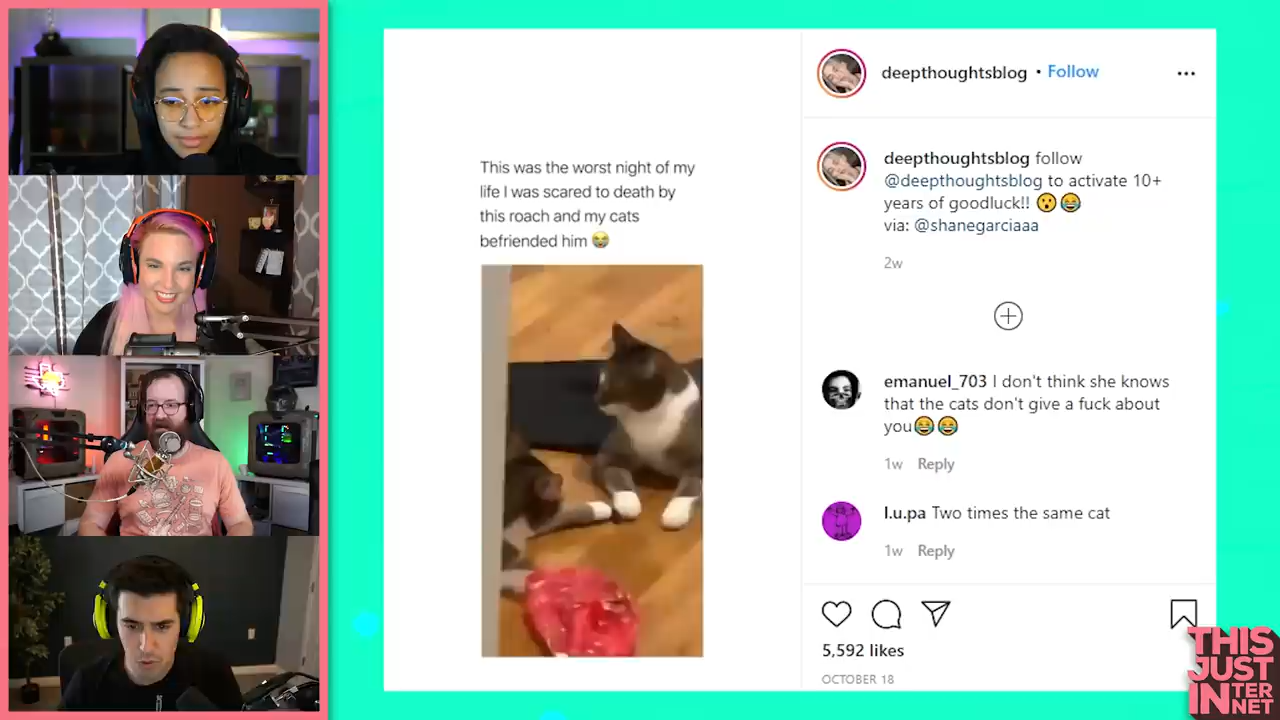 This was the worst night of my
life I was scared to death by
this roach and my cats
befriended him 😭
deepthoughtsblog • Follow
deepthoughtsblog follow
@deepthoughtsblog to activate 10+
years of goodluck!! 😯😂
via: @shanegarciaaa
2w
emanuel_703 I don't think she knows
that the cats don't give a fuck about
you😂😂
1w Reply
l.u.pa Two times the same cat
1w Reply
5,592 likes
OCTOBER 18
THIS
JUST
INTER
NET